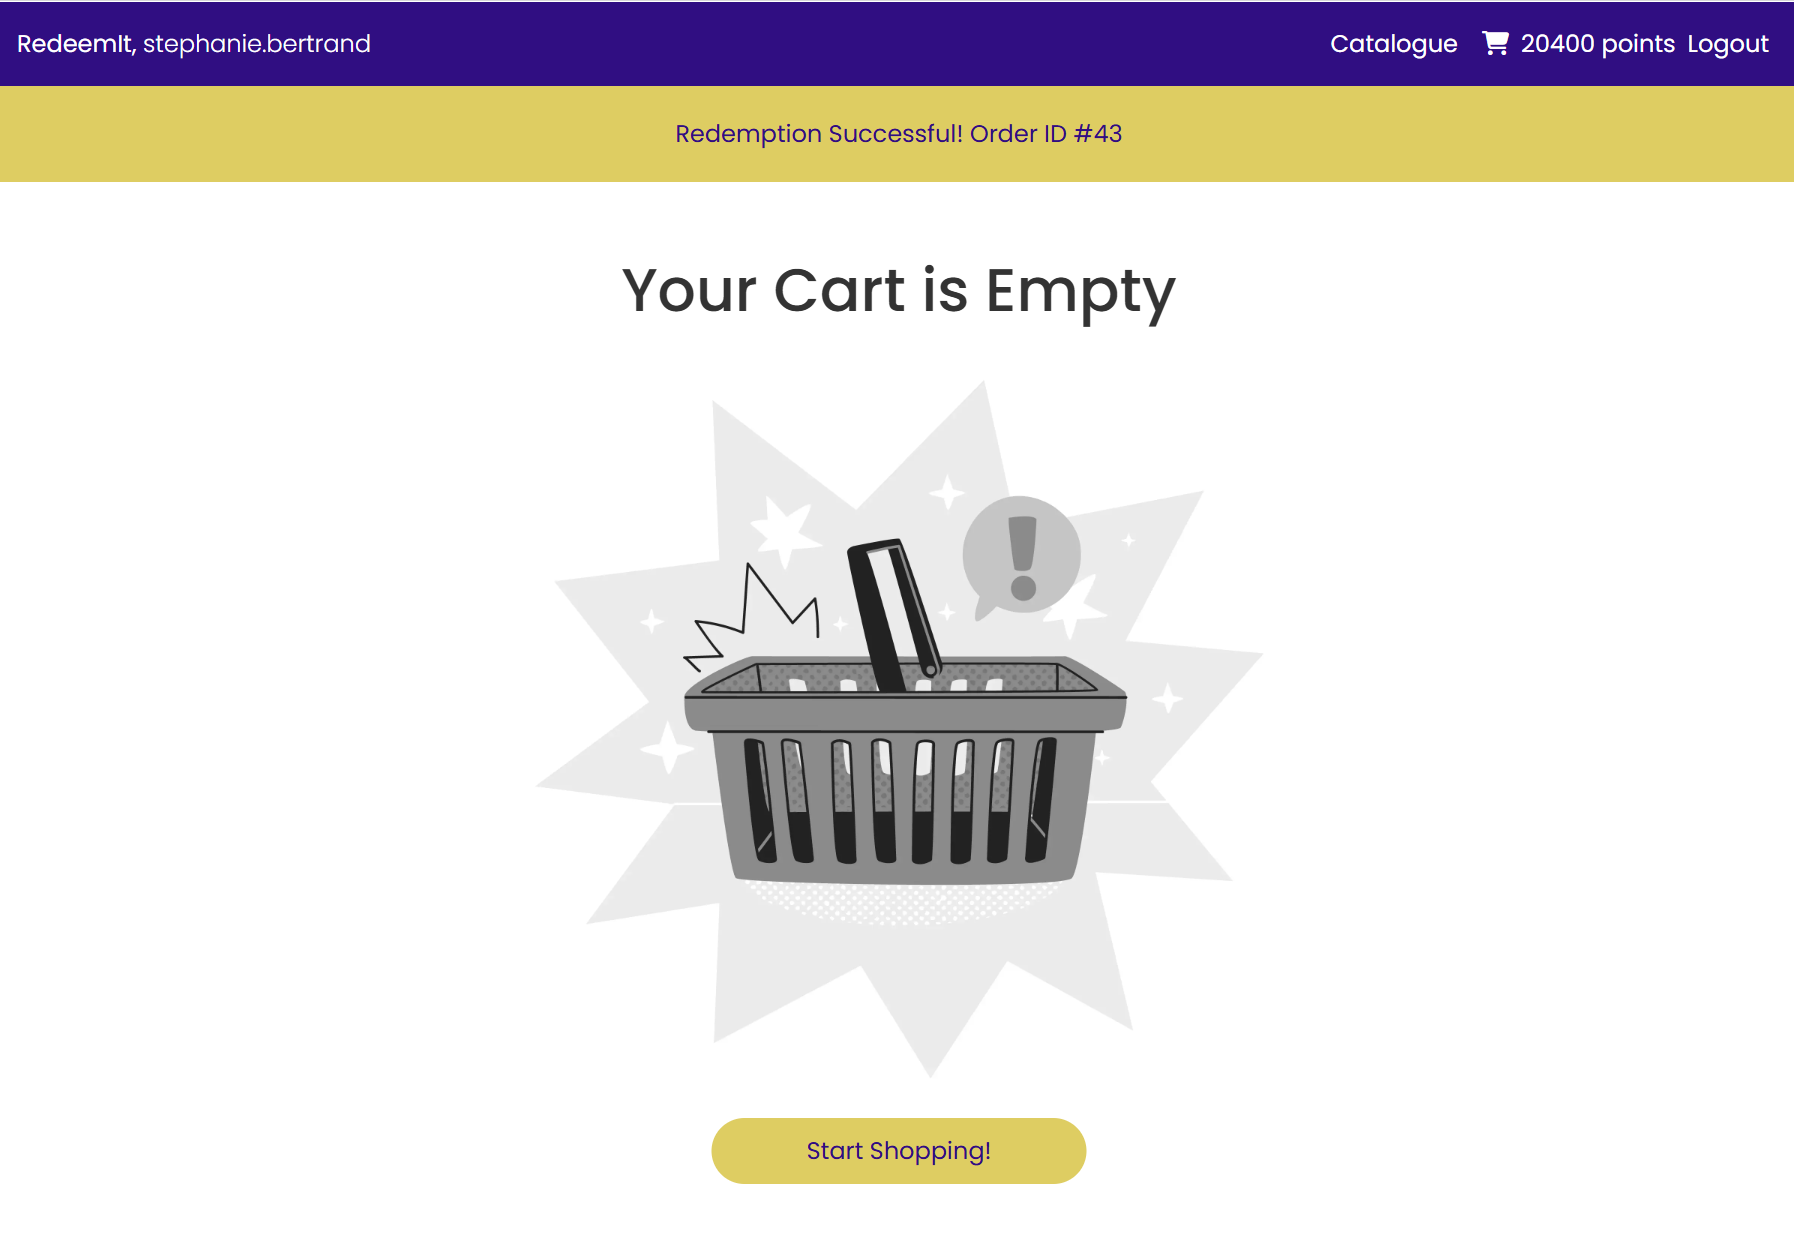 RedeemIt, stephanie.bertrand
Catalogue 20400 points Logout
Redemption Successful! Order ID #43
Your Cart is Empty
!
Start Shopping!